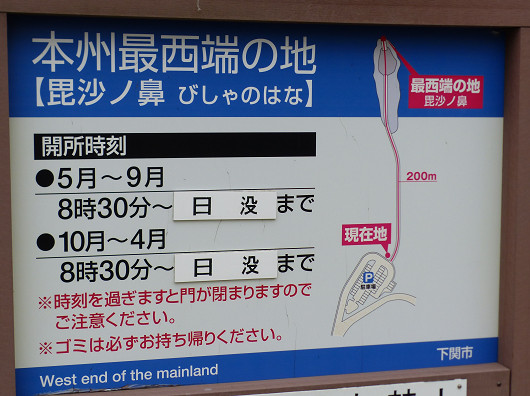 本州最西端の地
【毘沙ノ鼻 びしゃのはな】
開所時刻
●5月～9月
8時30分～日没まで
●10月～4月
8時30分～日没まで
※時刻を過ぎますと門が閉まりますので
ご注意ください。
※ゴミは必ずお持ち帰りください。
最西端の地
毘沙ノ鼻
200m
現在地
P
駐車場
下関市
West end of the mainland